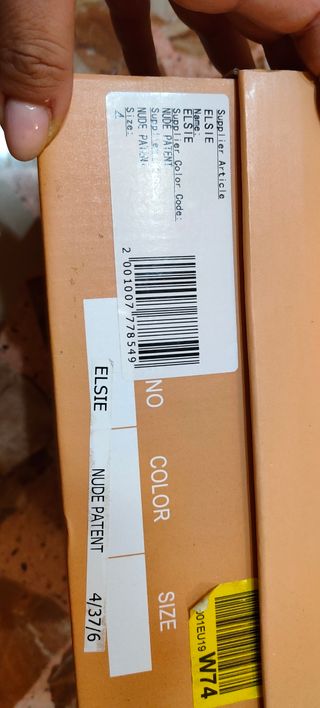 Supplier Article
ELSIE
Name:
ELSIE
Supplier Color Code:
NUDE PATENT
NUDE PATENT
Size:
2 001007 778549
NO
COLOR
SIZE
ELSIE
NUDE PATENT
4/37/6
001EU19
W74